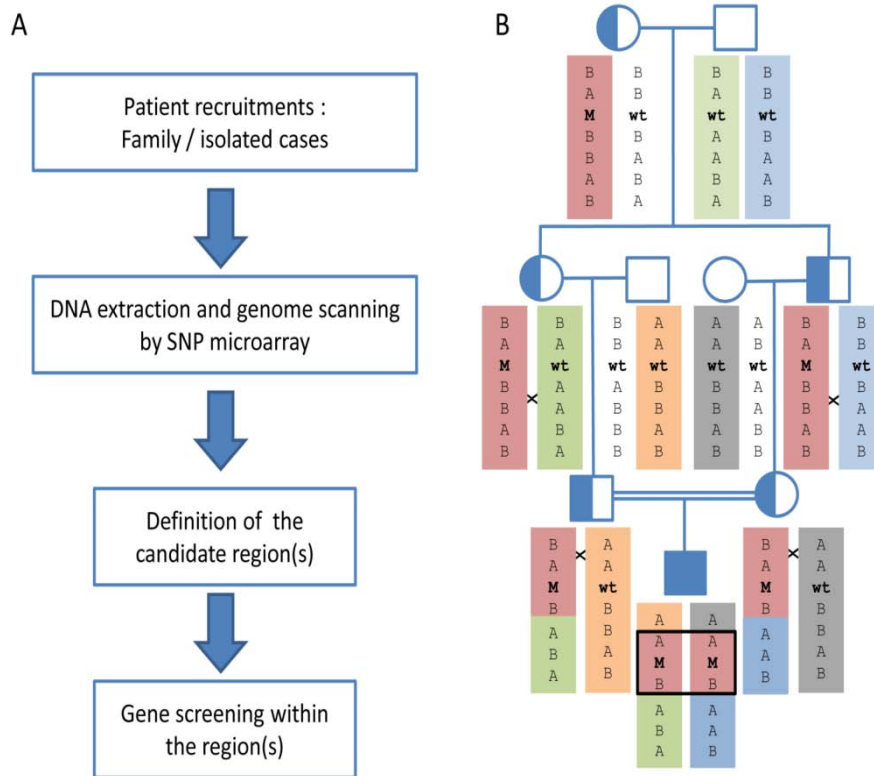 A
Patient recruitments :
Family / isolated cases
DNA extraction and genome scanning
by SNP microarray
Definition of the
candidate region(s)
Gene screening within
the region(s)
B
B B B B
A B A B
M wt wt wt
B B A B
B A A A
A B B A
B A A B
B B B A A A B B
A A B A A B A B
M wt wt wt wt wt M wt
B A A B B A B B
B x A B B B A B x A
A B B A A B A A
B A B B B B B B
B x A B x A
A A A A
M wt M wt
B B B B
A B A B
B A A A
A B B B
A A
A A
M M
B B
A A
B A
A B